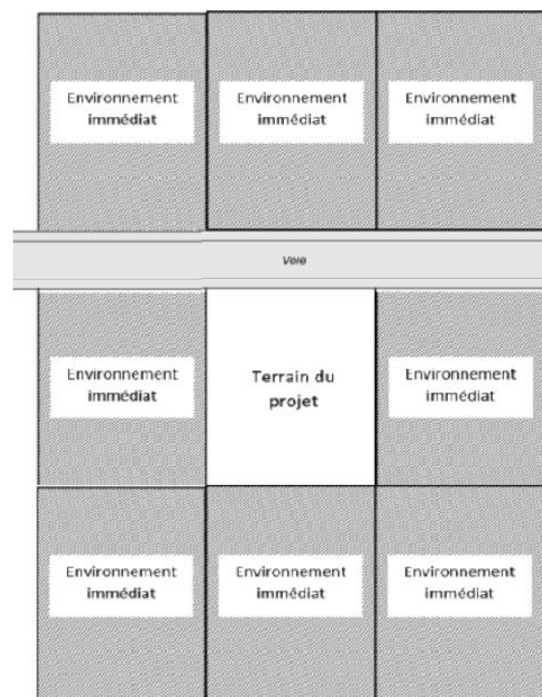 Environnement
immédiat
Environnement
immédiat
Environnement
immédiat
Voie
Environnement
immédiat
Terrain du
projet
Environnement
immédiat
Environnement
immédiat
Environnement
immédiat
Environnement
immédiat